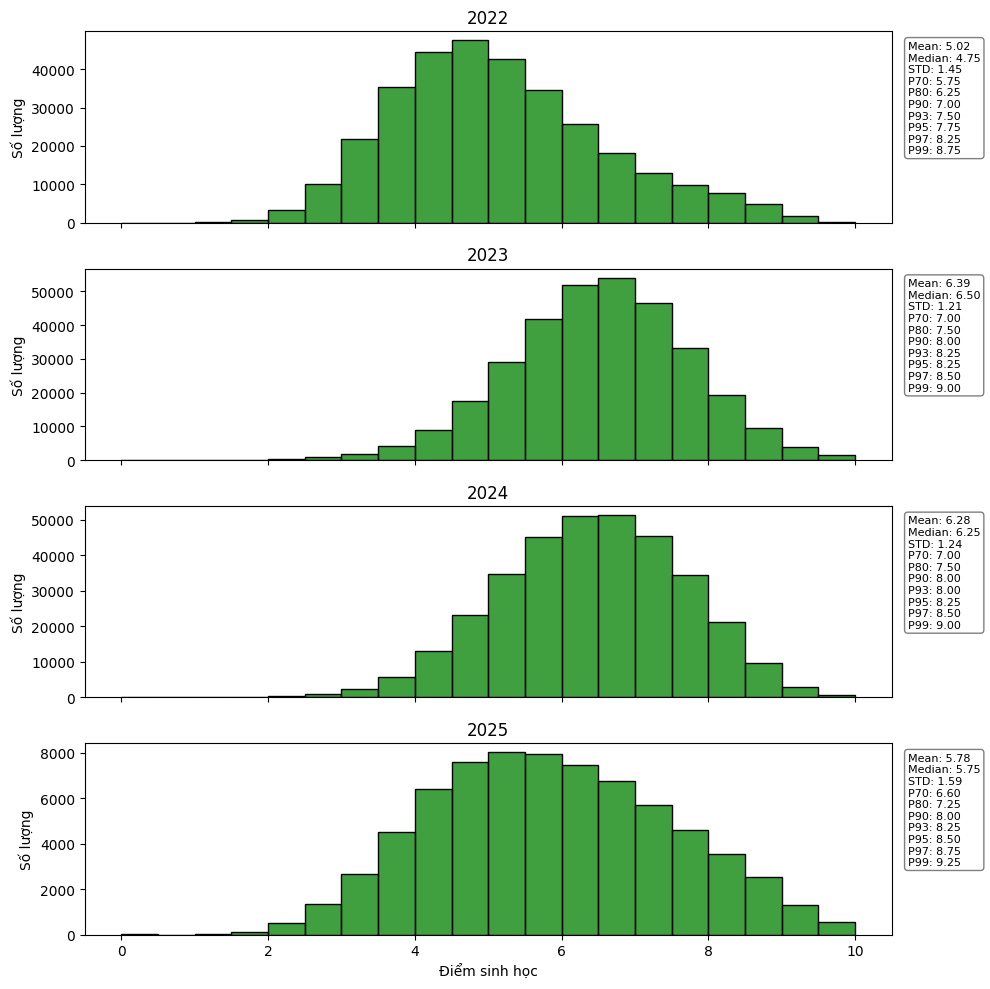 2022
Số lượng
40000
30000
20000
10000
0
Mean: 5.02
Median: 4.75
STD: 1.45
P70: 5.75
P80: 6.25
P90: 7.00
P93: 7.50
P95: 7.75
P97: 8.25
P99: 8.75
2023
Số lượng
50000
40000
30000
20000
10000
0
Mean: 6.39
Median: 6.50
STD: 1.21
P70: 7.00
P80: 7.50
P90: 8.00
P93: 8.25
P95: 8.25
P97: 8.50
P99: 9.00
2024
Số lượng
50000
40000
30000
20000
10000
0
Mean: 6.28
Median: 6.25
STD: 1.24
P70: 7.00
P80: 7.50
P90: 8.00
P93: 8.00
P95: 8.25
P97: 8.50
P99: 9.00
2025
Số lượng
8000
6000
4000
2000
0
Mean: 5.78
Median: 5.75
STD: 1.59
P70: 6.60
P80: 7.25
P90: 8.00
P93: 8.25
P95: 8.50
P97: 8.75
P99: 9.25
0 2 4 6 8 10
Điểm sinh học